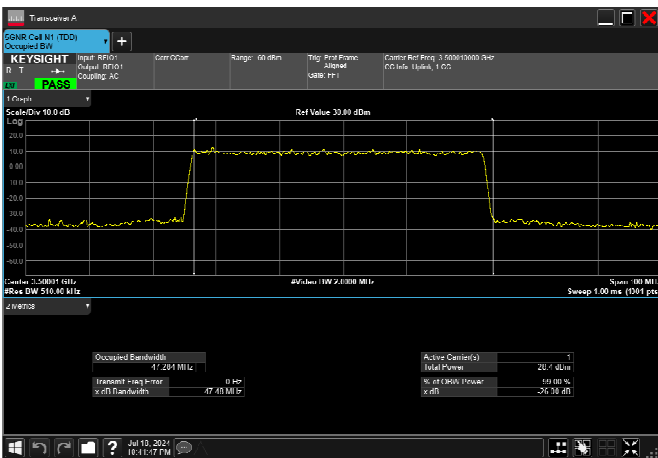 Transceiver A
5GNR Cell N1 (TDD)
Occupied BW
+
KEYSIGHT
R T
PASS
Input: RFIO1
Output: RFIO1
Coupling: AC
Corr CCorr
Range: -60 dBm
Trig: Prot Frame
Aligned
Gate: FFT
Carrier Ref Freq: 3.500010000 GHz
CC Info: Uplink, 1 CC
1 Graph
Scale/Div 10.0 dB
Ref Value 30.00 dBm
Log
20.0
10.0
0.00
-10.0
-20.0
-30.0
-40.0
-50.0
-60.0
Center 3.50001 GHz
#Video BW 2.0000 MHz
Span 100 MHz
#Res BW 510.00 kHz
Sweep 1.00 ms (1001 pts
2 Metrics
Occupied Bandwidth
47.204 MHz
Transmit Freq Error 0 Hz
x dB Bandwidth 47.48 MHz
Active Carrier(s) 1
Total Power 28.4 dBm
% of OBW Power 99.00 %
x dB -26.00 dB
?
Jul 10, 2024
10:41:47 PM